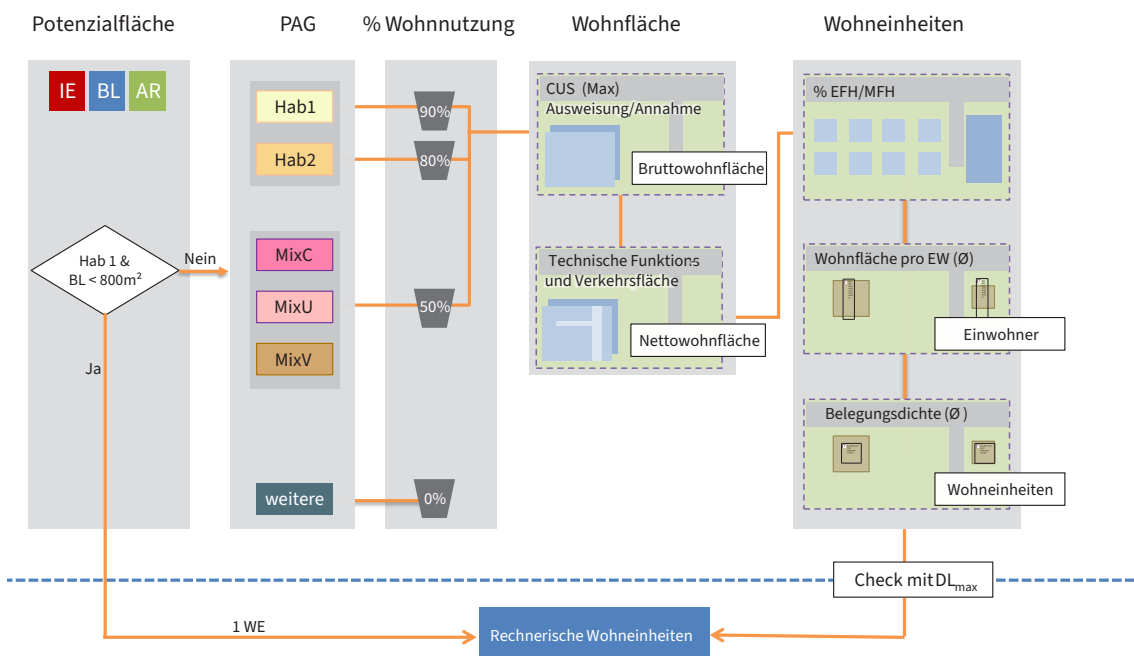 Potenzialfläche
PAG
% Wohnnutzung
Wohnfläche
Wohneinheiten
IE
BL
AR
Hab 1 &
BL < 800m²
Nein
Ja
Hab1
Hab2
MixC
MixU
MixV
weitere
90%
80%
50%
0%
CUS (Max)
Ausweisung/Annahme
Bruttowohnfläche
Technische Funktions
und Verkehrsfläche
Nettowohnfläche
% EFH/MFH
Wohnfläche pro EW (Ø)
Einwohner
Belegungsdichte (Ø )
Wohneinheiten
Check mit DLmax
1 WE
Rechnerische Wohneinheiten